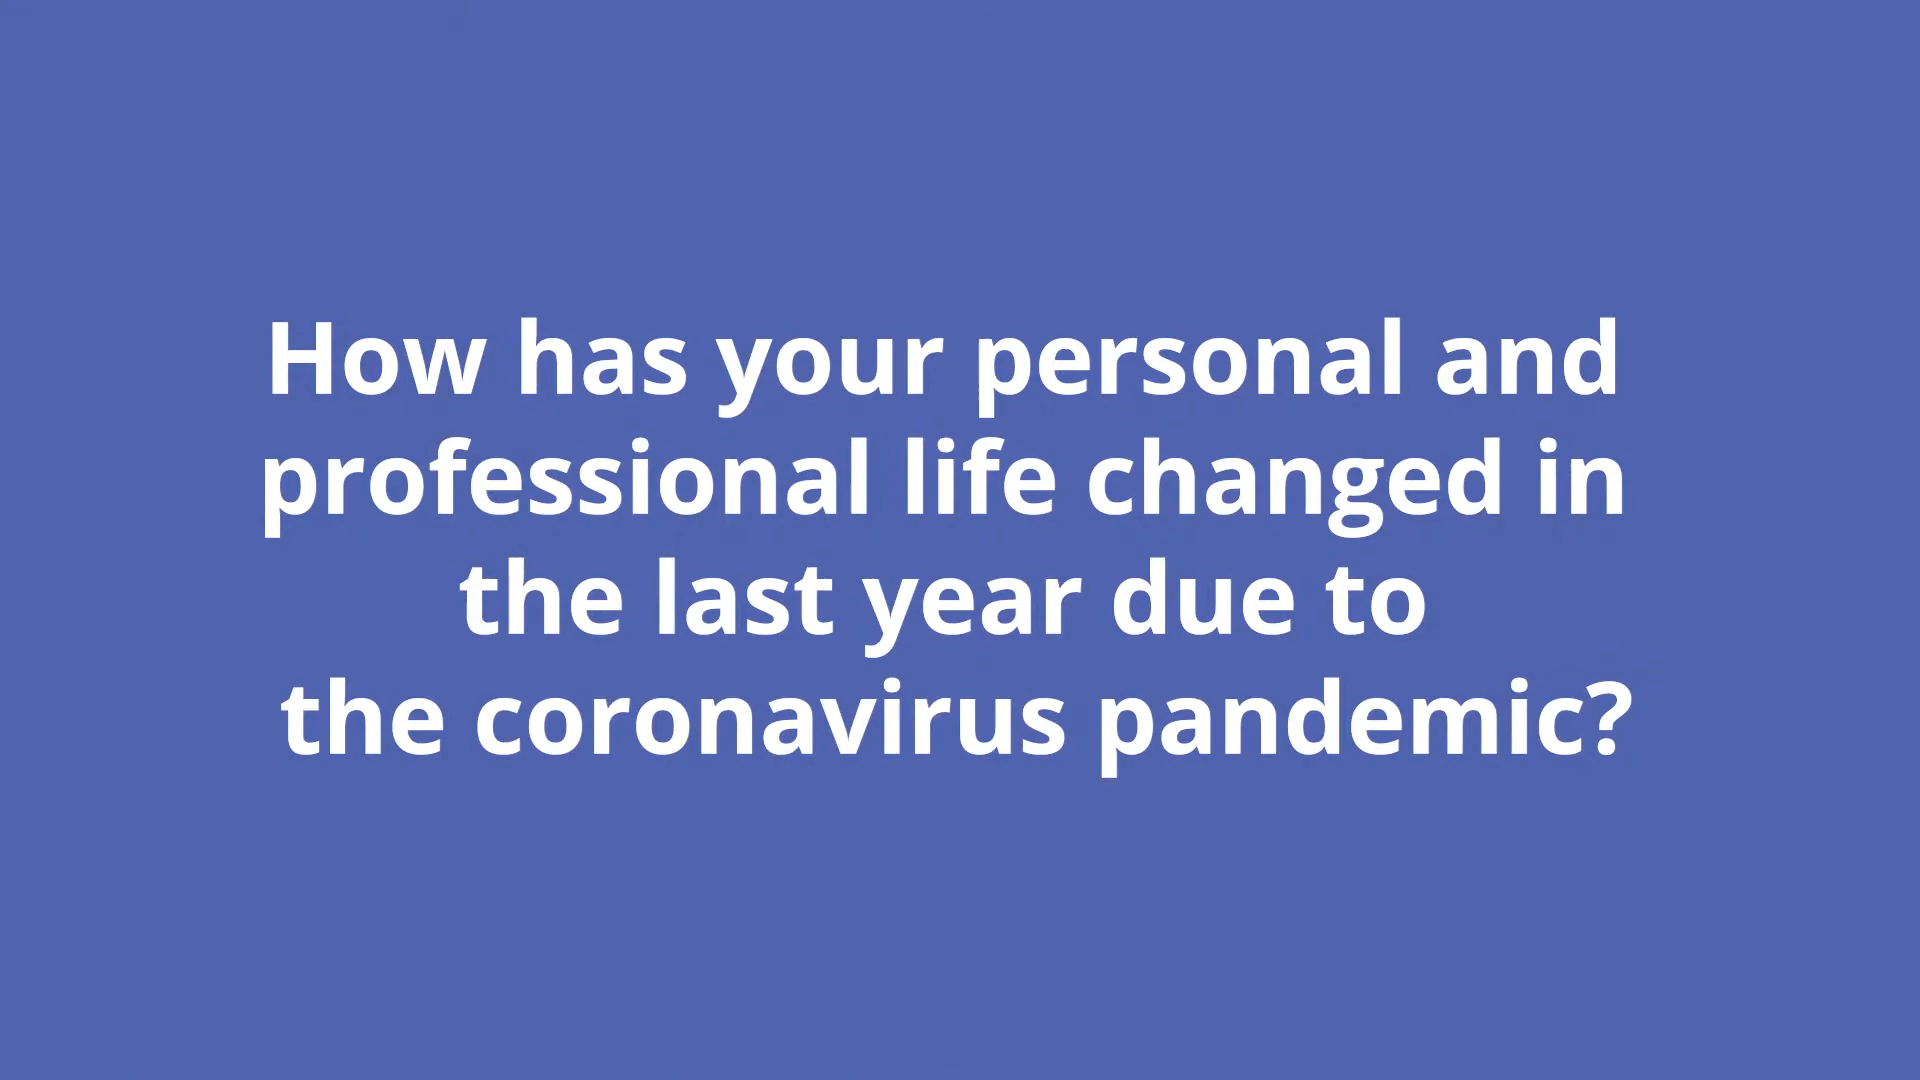 How has your personal and
professional life changed in
the last year due to
the coronavirus pandemic?